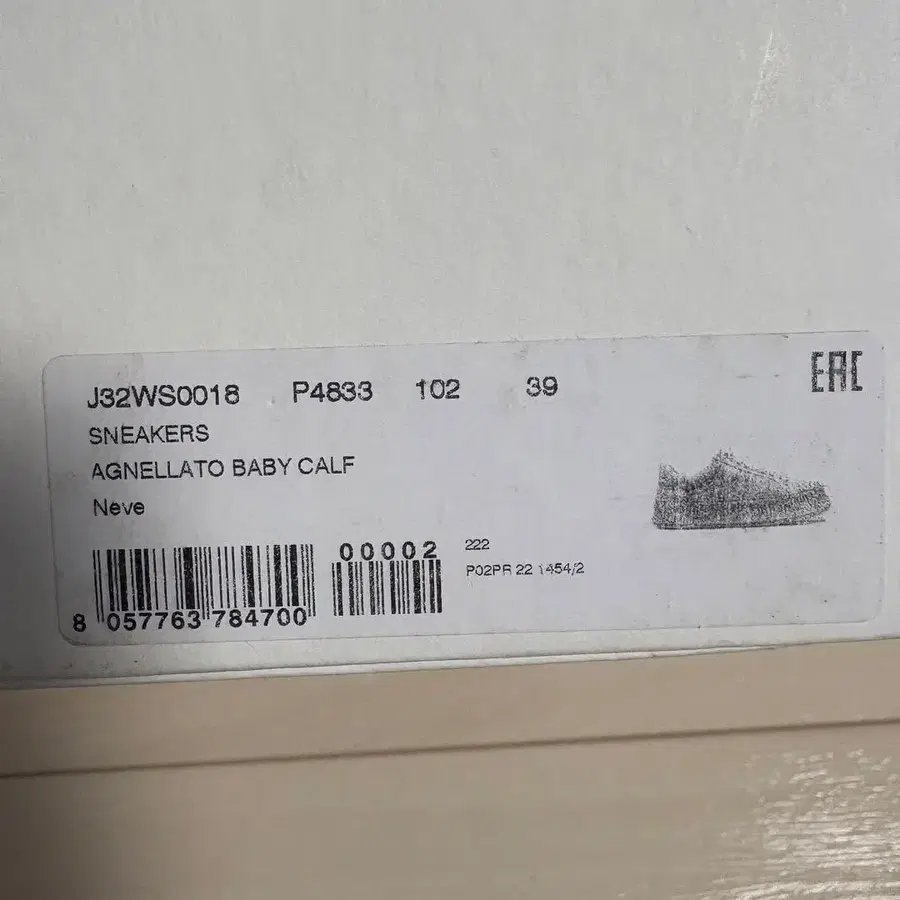 J32WS0018 P4833 102 39 EAC
SNEAKERS
AGNELLATO BABY CALF
Neve
00002
8 057763 784700
222
P02PR 22 1454/2